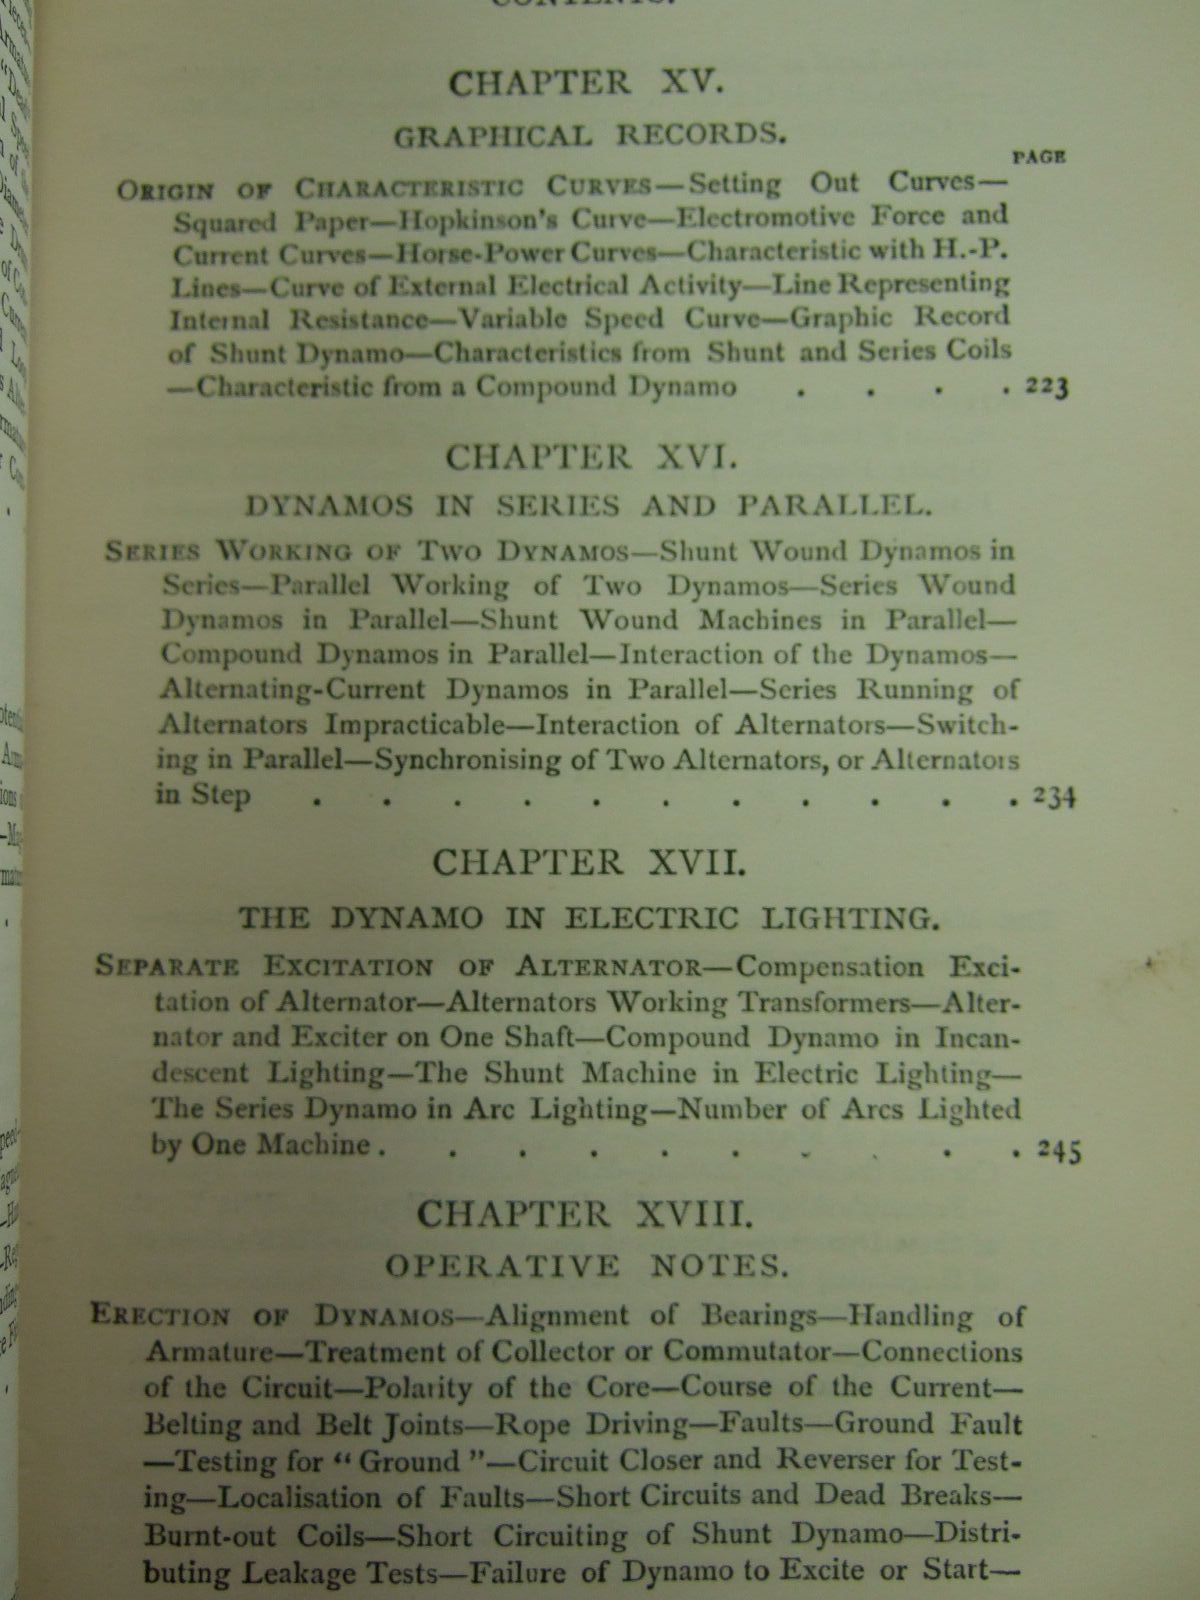 CONTENTS.
CHAPTER XV.
GRAPHICAL RECORDS.
PAGE
ORIGIN OF CHARACTERISTIC CURVES—Setting Out Curves—
Squared Paper—Hopkinson's Curve—Electromotive Force and
Current Curves—Horse-Power Curves—Characteristic with H.-P.
Lines—Curve of External Electrical Activity—Line Representing
Internal Resistance—Variable Speed Curve—Graphic Record
of Shunt Dynamo—Characteristics from Shunt and Series Coils
—Characteristic from a Compound Dynamo . . . . 223
CHAPTER XVI.
DYNAMOS IN SERIES AND PARALLEL.
SERIES WORKING OF TWO DYNAMOS—Shunt Wound Dynamos in
Series—Parallel Working of Two Dynamos—Series Wound
Dynamos in Parallel—Shunt Wound Machines in Parallel—
Compound Dynamos in Parallel—Interaction of the Dynamos—
Alternating-Current Dynamos in Parallel—Series Running of
Alternators Impracticable—Interaction of Alternators—Switch-
ing in Parallel—Synchronising of Two Alternators, or Alternators
in Step . . . . . . . . . . . 234
CHAPTER XVII.
THE DYNAMO IN ELECTRIC LIGHTING.
SEPARATE EXCITATION OF ALTERNATOR—Compensation Exci-
tation of Alternator—Alternators Working Transformers—Alter-
nator and Exciter on One Shaft—Compound Dynamo in Incan-
descent Lighting—The Shunt Machine in Electric Lighting—
The Series Dynamo in Arc Lighting—Number of Arcs Lighted
by One Machine . . . . . . . . . . 245
CHAPTER XVIII.
OPERATIVE NOTES.
ERECTION OF DYNAMOS—Alignment of Bearings—Handling of
Armature—Treatment of Collector or Commutator—Connections
of the Circuit—Polarity of the Core—Course of the Current—
Belting and Belt Joints—Rope Driving—Faults—Ground Fault
—Testing for "Ground"—Circuit Closer and Reverser for Test-
ing—Localisation of Faults—Short Circuits and Dead Breaks—
Burnt-out Coils—Short Circuiting of Shunt Dynamo—Distri-
buting Leakage Tests—Failure of Dynamo to Excite or Start—